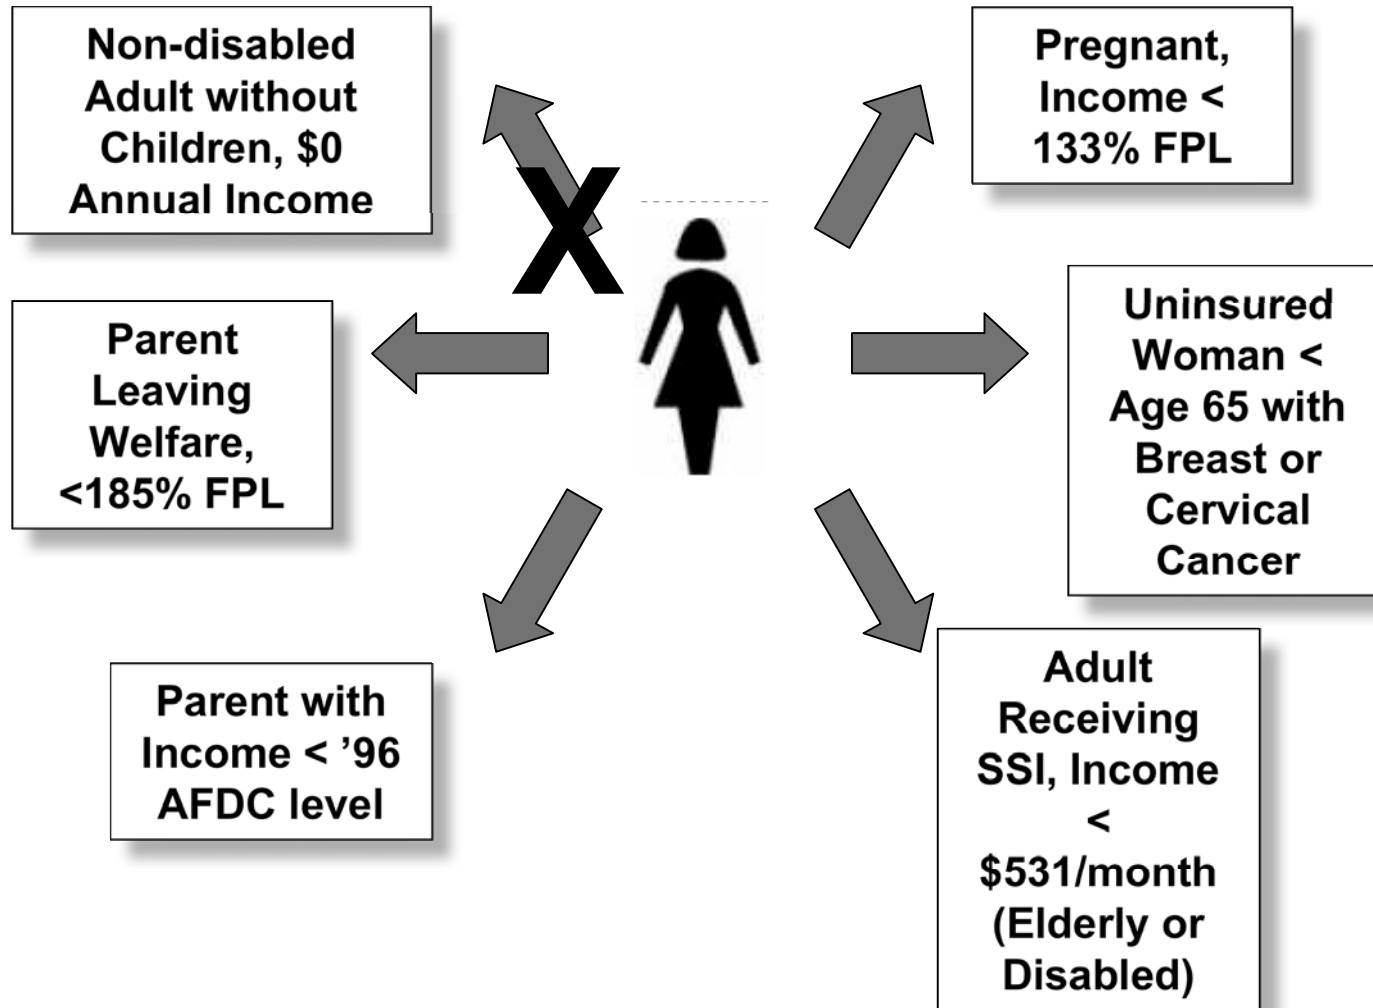 Non-disabled
Adult without
Children, $0
Annual Income
X
Pregnant,
Income <
133% FPL
Parent
Leaving
Welfare,
<185% FPL
Uninsured
Woman <
Age 65 with
Breast or
Cervical
Cancer
Parent with
Income < ’96
AFDC level
Adult
Receiving
SSI, Income
<
$531/month
(Elderly or
Disabled)